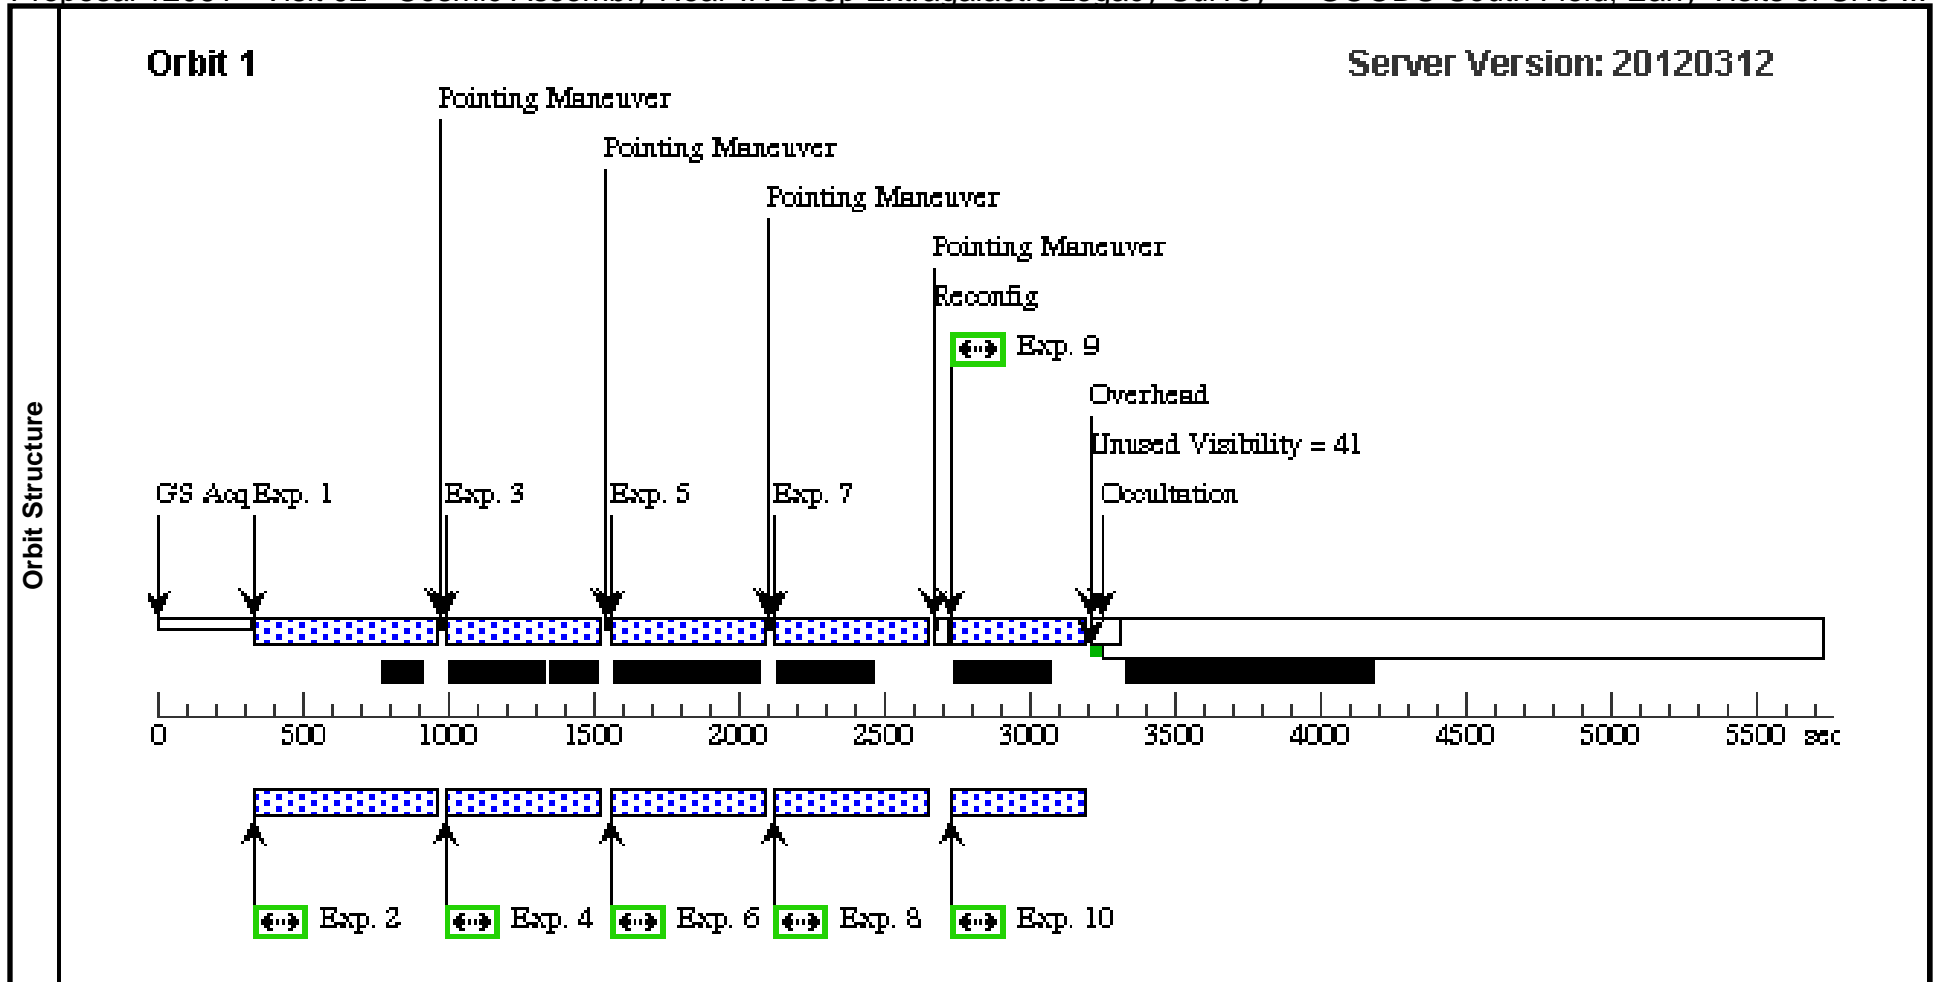 Orbit 1
Server Version: 20120312
Pointing Maneuver
Pointing Maneuver
Pointing Maneuver
Pointing Maneuver
Reconfig
Exp. 9
Overhead
Unused Visibility = 41
GS Acq Exp. 1 Exp. 3 Exp. 5 Exp. 7 Occultation
Orbit Structure
0 500 1000 1500 2000 2500 3000 3500 4000 4500 5000 5500 sec
Exp. 2 Exp. 4 Exp. 6 Exp. 8 Exp. 10